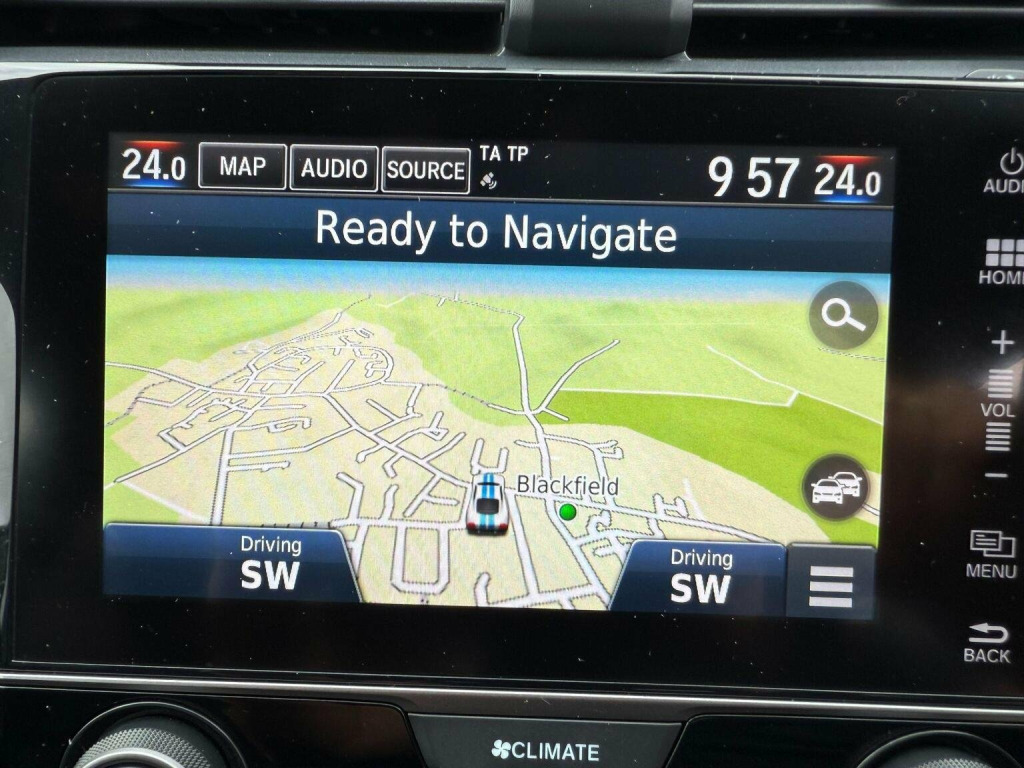 24.0 MAP AUDIO SOURCE TA TP 9 57 24.0
Ready to Navigate
Blackfield
Driving
SW
Driving
SW
HOME
+
VOL
−
MENU
BACK
CLIMATE